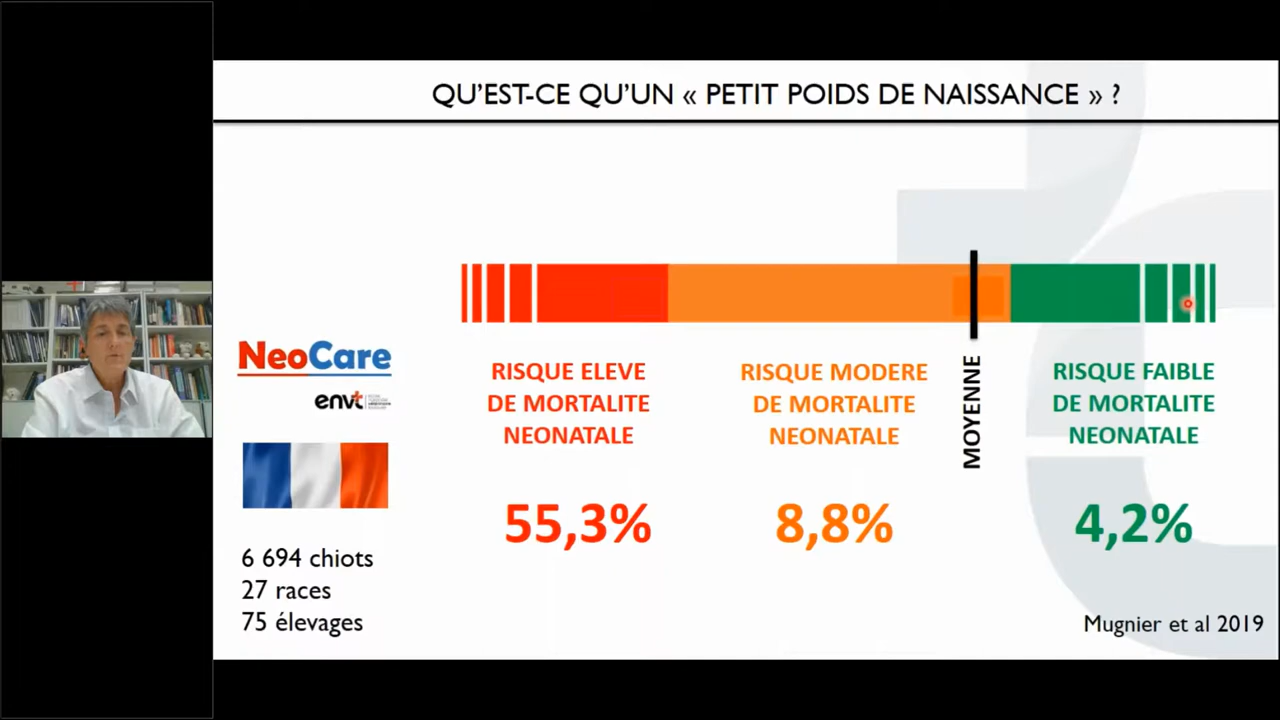 QU'EST-CE QU'UN « PETIT POIDS DE NAISSANCE » ?
NeoCare
envt
6 694 chiots
27 races
75 élevages
RISQUE ELEVE
DE MORTALITE
NEONATALE
55,3%
RISQUE MODERE
DE MORTALITE
NEONATALE
8,8%
MOYENNE
RISQUE FAIBLE
DE MORTALITE
NEONATALE
4,2%
Mugnier et al 2019